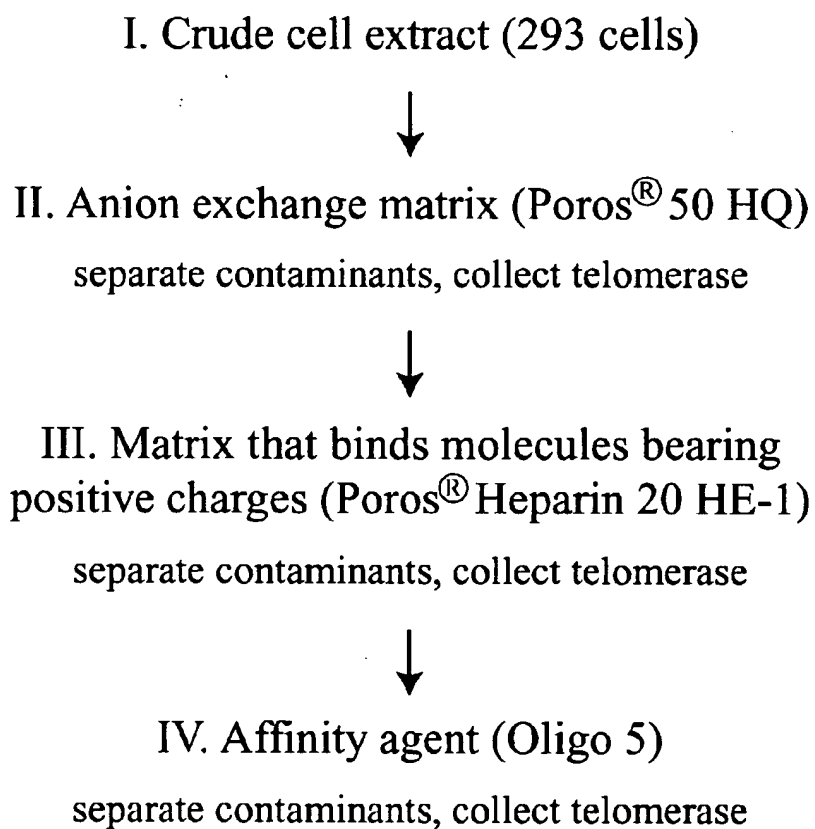 I. Crude cell extract (293 cells)
II. Anion exchange matrix (Poros® 50 HQ)
separate contaminants, collect telomerase
III. Matrix that binds molecules bearing
positive charges (Poros® Heparin 20 HE-1)
separate contaminants, collect telomerase
IV. Affinity agent (Oligo 5)
separate contaminants, collect telomerase